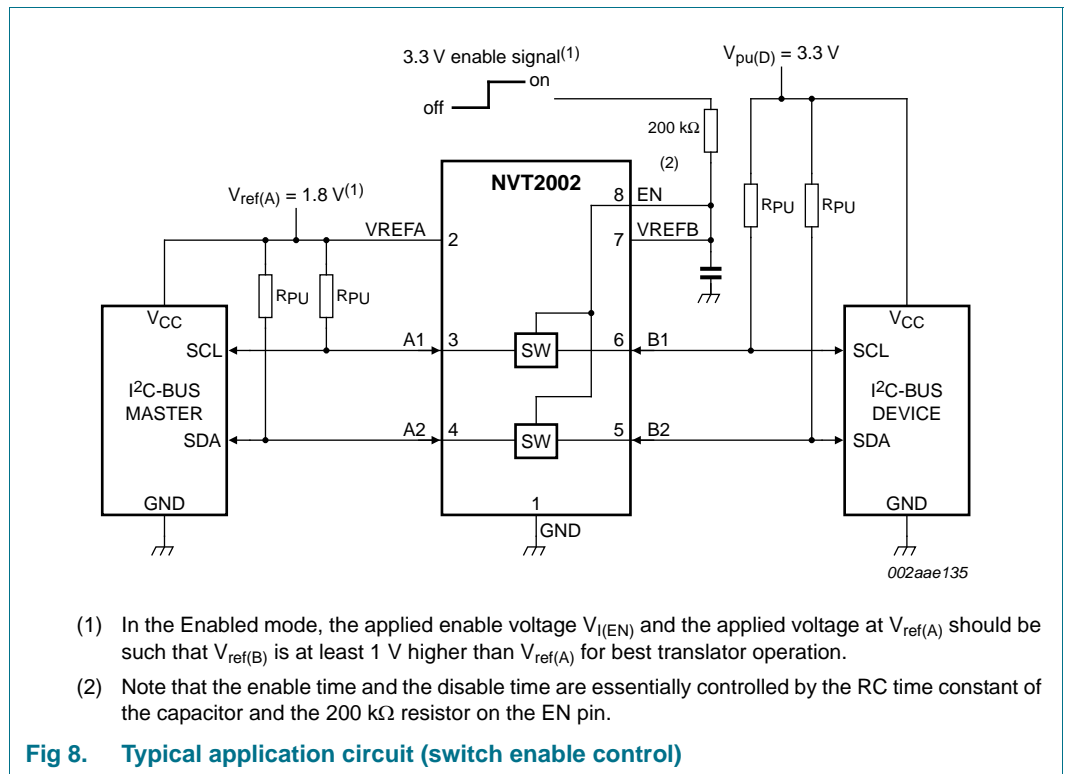 3.3 V enable signal(1)
off
on
Vpu(D) = 3.3 V
200 kΩ
(2)
NVT2002
Vref(A) = 1.8 V(1)
VREFA
2
8
EN
7
VREFB
RPU
RPU
RPU
RPU
VCC
SCL
I2C-BUS
MASTER
SDA
GND
A1
3
SW
6
B1
A2
4
SW
5
B2
1
GND
VCC
SCL
I2C-BUS
DEVICE
SDA
GND
002aae135
(1) In the Enabled mode, the applied enable voltage VI(EN) and the applied voltage at Vref(A) should be
such that Vref(B) is at least 1 V higher than Vref(A) for best translator operation.
(2) Note that the enable time and the disable time are essentially controlled by the RC time constant of
the capacitor and the 200 kΩ resistor on the EN pin.
Fig 8. Typical application circuit (switch enable control)